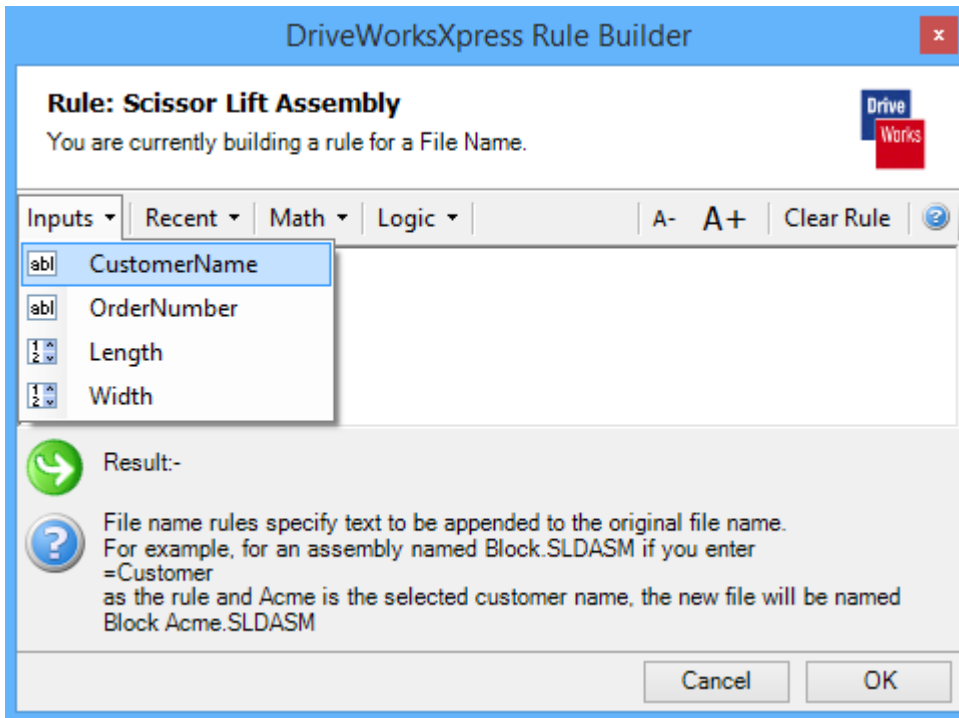 DriveWorksXpress Rule Builder
x
Rule: Scissor Lift Assembly
You are currently building a rule for a File Name.
Drive
Works
Inputs Recent Math Logic A- A+ Clear Rule ?
abl CustomerName
abl OrderNumber
1 2 Length
1 2 Width
Result:-
? File name rules specify text to be appended to the original file name.
For example, for an assembly named Block.SLDASM if you enter
=Customer
as the rule and Acme is the selected customer name, the new file will be named
Block Acme.SLDASM
Cancel OK